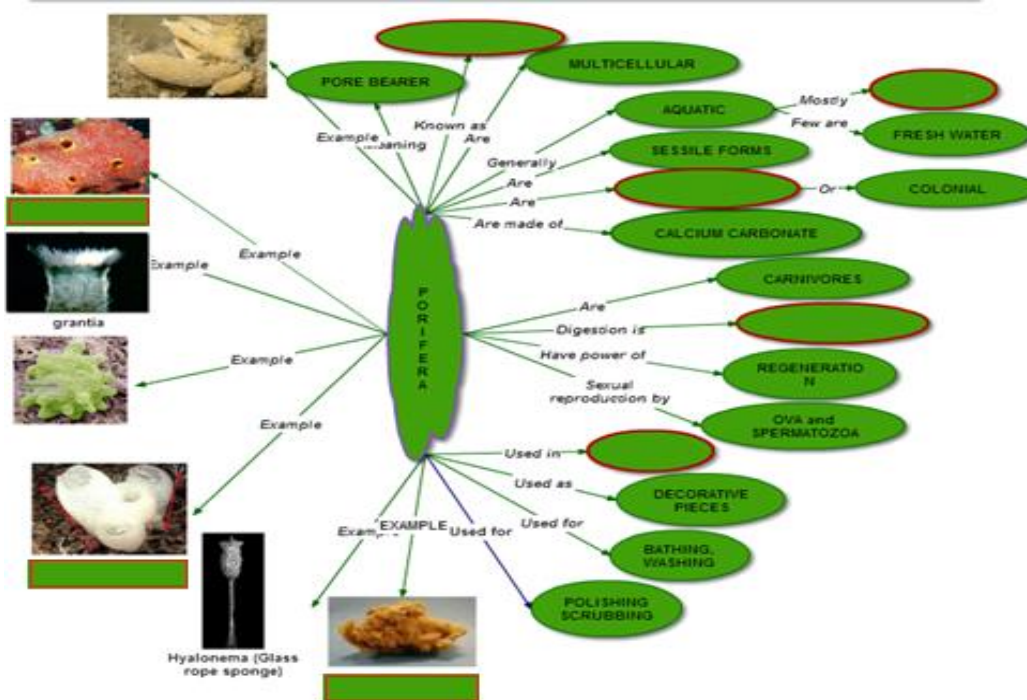 PORE BEARER
MULTICELLULAR
Known as
Example
Meaning
Are
AQUATIC
Mostly
Few are
FRESH WATER
Generally
SESSILE FORMS
Are
Are
Or
COLONIAL
Are made of
CALCIUM CARBONATE
Example
Example
grantia
Example
Example
PORIFERA
Are
CARNIVORES
Digestion is
Have power of
REGENERATIO
N
Sexual
reproduction by
OVA and
SPERMATOZOA
Used in
Used as
DECORATIVE
PIECES
Used for
BATHING,
WASHING
Example
EXAMPLE
Used for
POLISHING
SCRUBBING
Hyalonema (Glass
rope sponge)